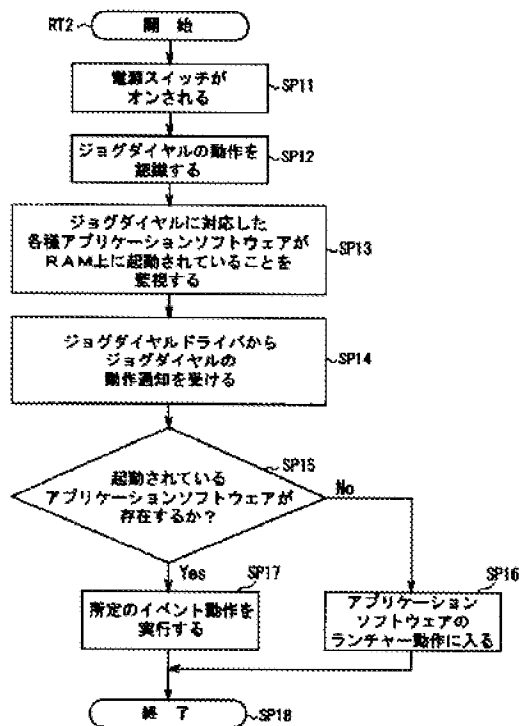 RT2
開始
電源スイッチが
オンされる
SP11
ジョグダイヤルの動作を
認識する
SP12
ジョグダイヤルに対応した
各種アプリケーションソフトウェアが
RAM上に起動されていることを
監視する
SP13
ジョグダイヤルドライバから
ジョグダイヤルの
動作通知を受ける
SP14
起動されている
アプリケーションソフトウェアが
存在するか？
SP15
No
Yes
所定のイベント動作を
実行する
SP17
アプリケーション
ソフトウェアの
ランチャー動作に入る
SP16
終了
SP18